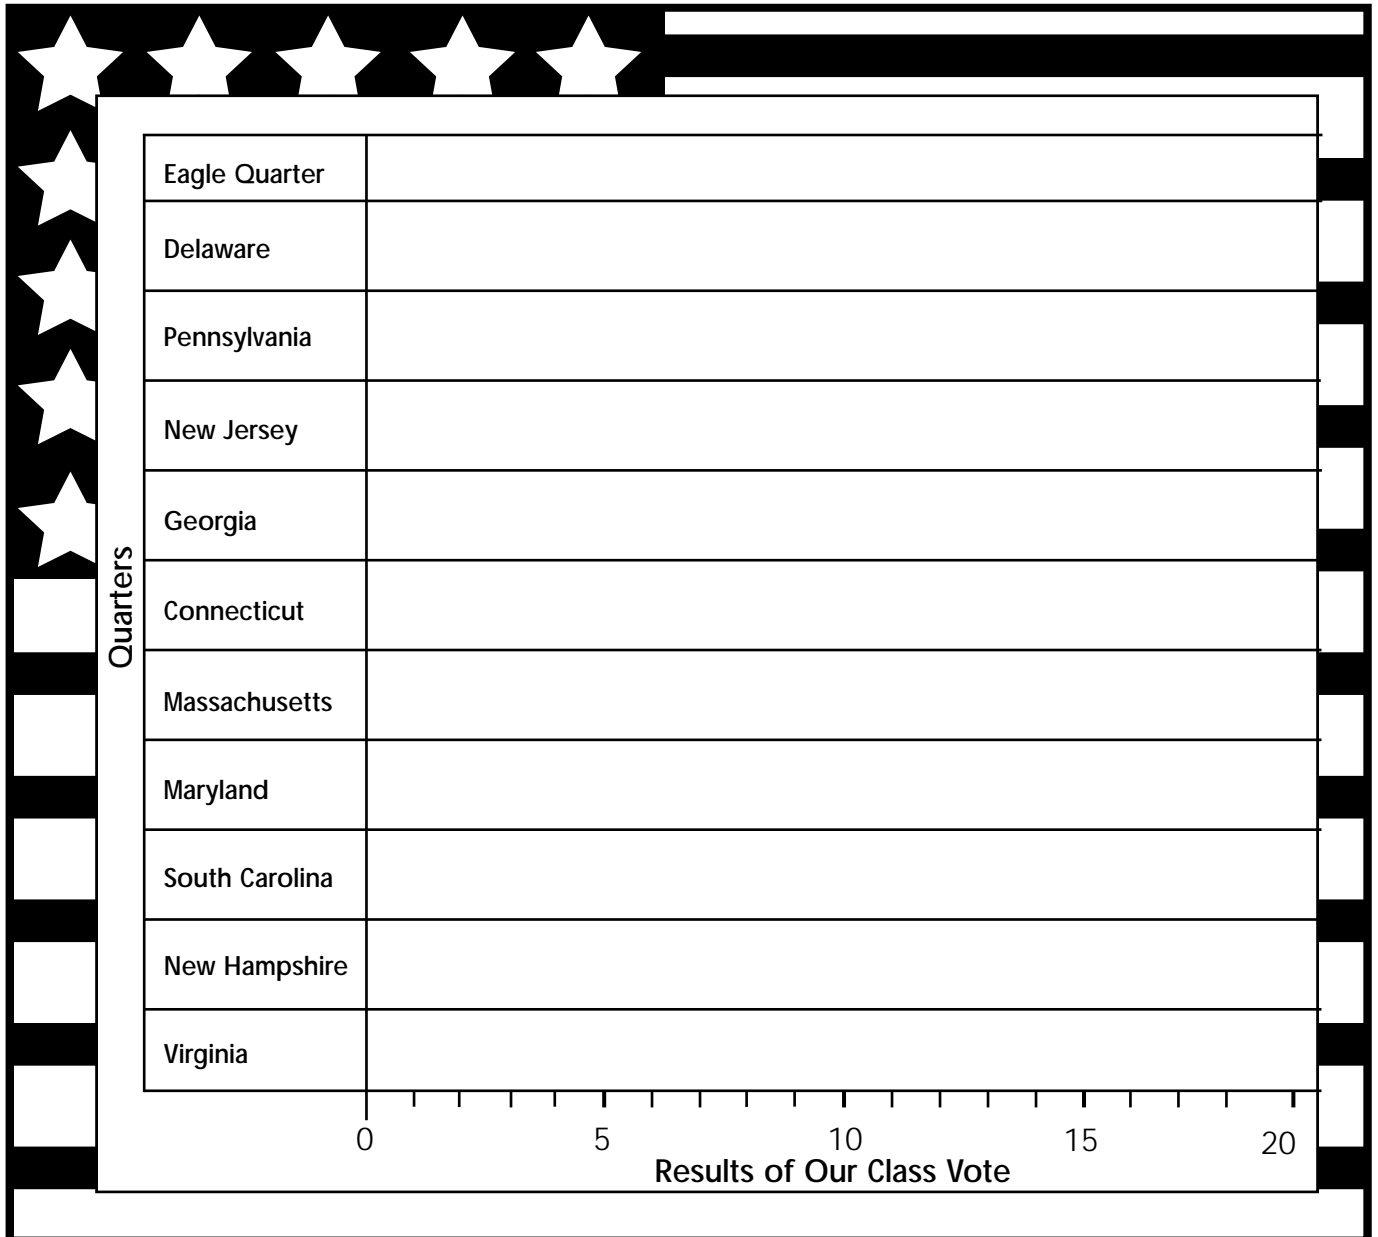 Eagle Quarter
Delaware
Pennsylvania
New Jersey
Georgia
Connecticut
Massachusetts
Maryland
South Carolina
New Hampshire
Virginia
Quarters
0 5 10 15 20
Results of Our Class Vote